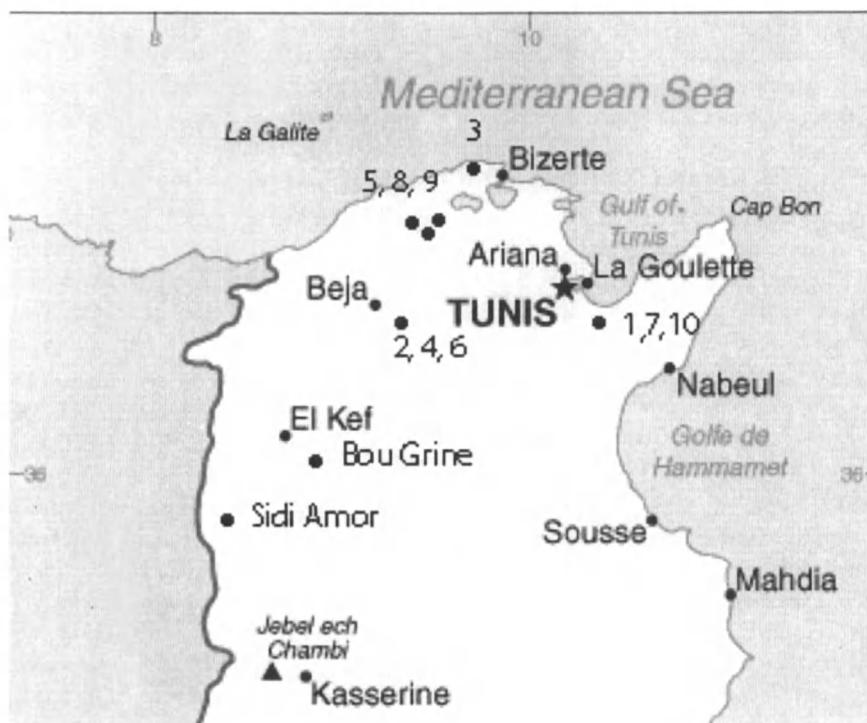 8
10
Mediterranean Sea
La Galite
3
Bizerte
5, 8, 9
Gulf of
Tunis
Cap Bon
Ariana
La Goulette
Beja
TUNIS
1,7,10
2, 4, 6
Nabeul
El Kef
Bou Grine
Golfe de
Hammamet
36
36
Sidi Amor
Sousse
Mahdia
Jebel ech
Chambi
Kasserine